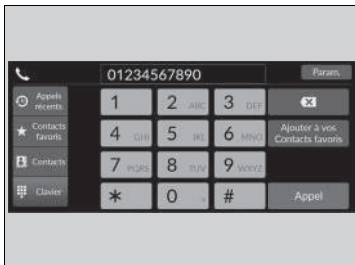 01234567890
Param.
Appels
récents
Contacts
favoris
Contacts
Clavier
1
2 ABC
3 DEF
4 GHI
5 JKL
6 MNO
7 PQRS
8 TUV
9 WXYZ
*
0 +
#
Ajouter à vos
Contacts favoris
Appel